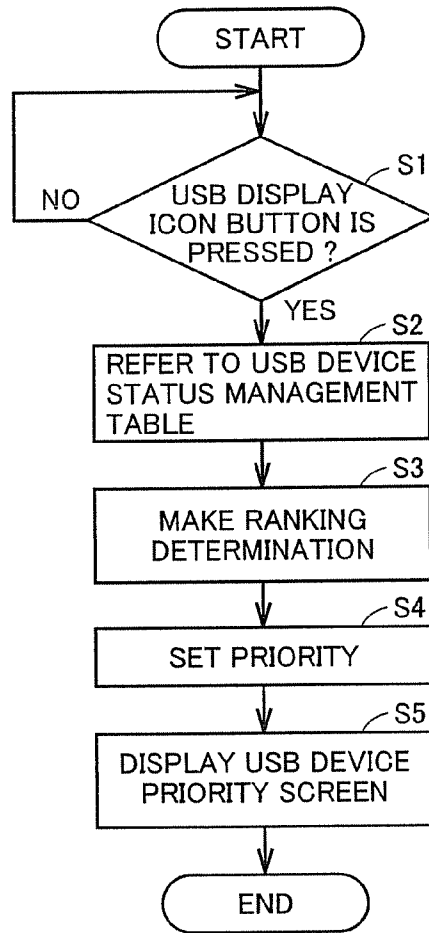 START
S1
USB DISPLAY
ICON BUTTON IS
PRESSED ?
NO
YES
S2
REFER TO USB DEVICE
STATUS MANAGEMENT
TABLE
S3
MAKE RANKING
DETERMINATION
S4
SET PRIORITY
S5
DISPLAY USB DEVICE
PRIORITY SCREEN
END